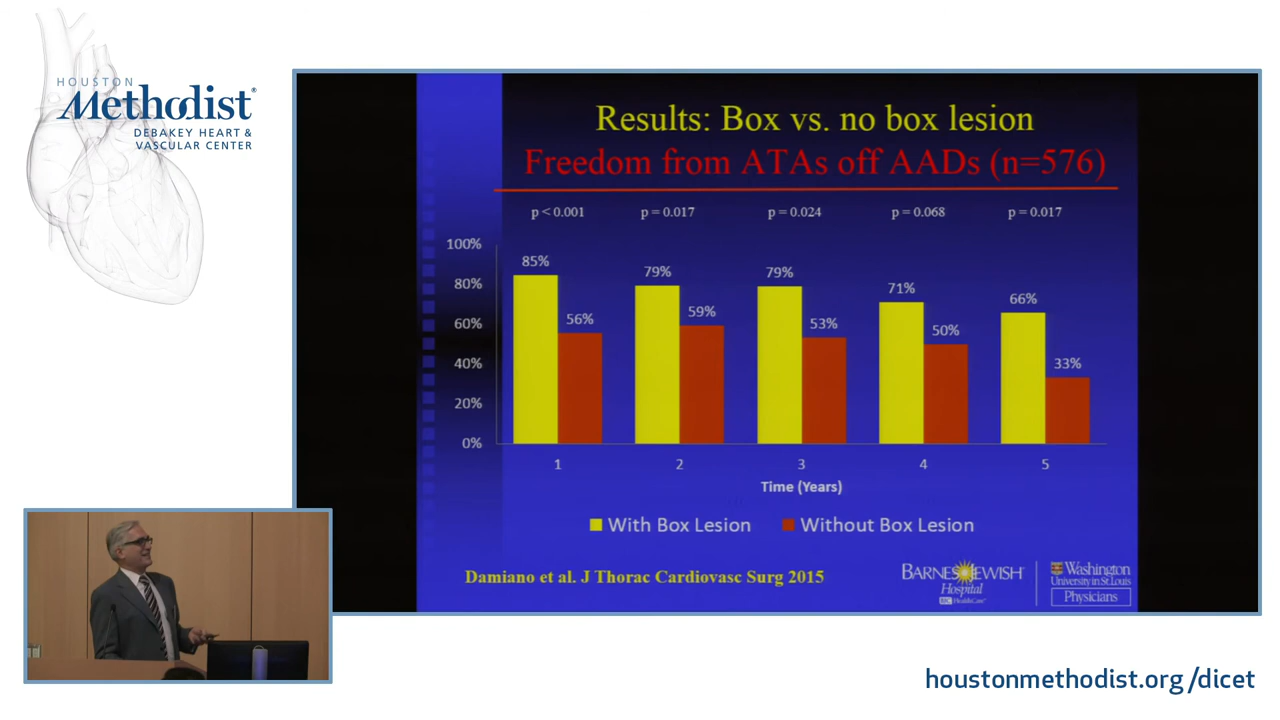 HOUSTON
Methodist®
DEBAKEY HEART &
VASCULAR CENTER
Results: Box vs. no box lesion
Freedom from ATAs off AADs (n=576)
p < 0.001 p = 0.017 p = 0.024 p = 0.068 p = 0.017
100%
80%
60%
40%
20%
0%
85% 56% 79% 59% 79% 53% 71% 50% 66% 33%
1 2 3 4 5
Time (Years)
With Box Lesion Without Box Lesion
Damiano et al. J Thorac Cardiovasc Surg 2015
BARNES JEWISH
Hospital
BJC HealthCare
Washington
University in St. Louis
Physicians
houstonmethodist.org/dicet